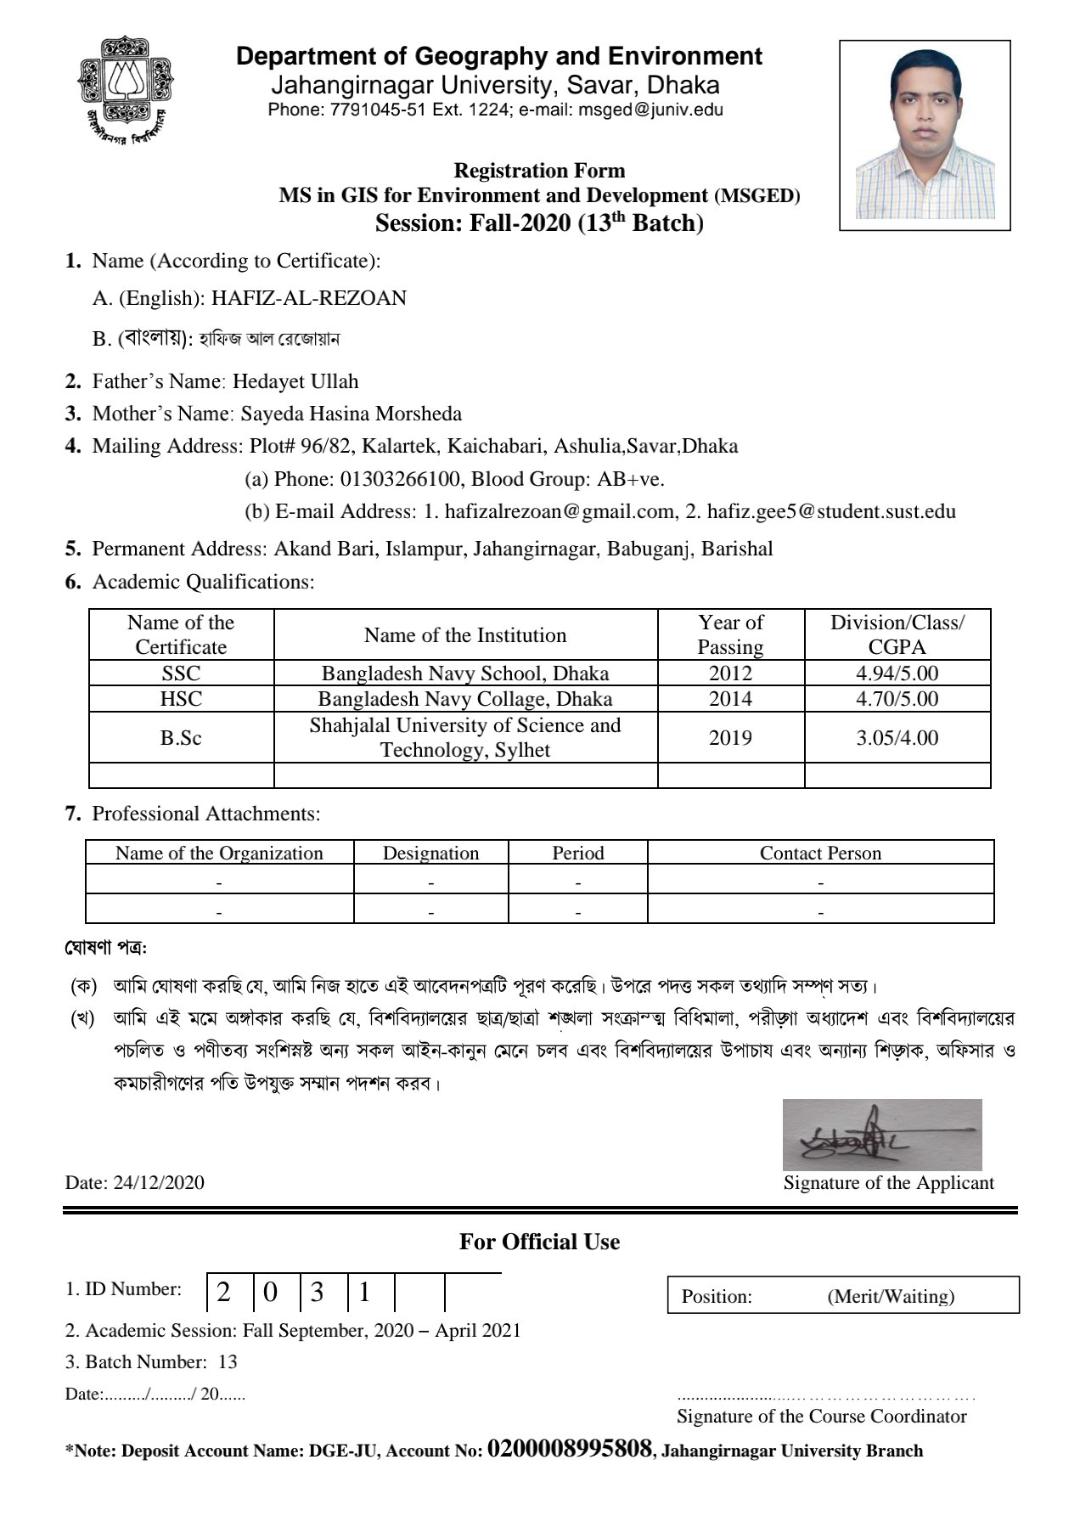 জাহাঙ্গীরনগর বিশ্ববিদ্যালয়
Department of Geography and Environment
Jahangirnagar University, Savar, Dhaka
Phone: 7791045-51 Ext. 1224; e-mail: msged@juniv.edu
Registration Form
MS in GIS for Environment and Development (MSGED)
Session: Fall-2020 (13th Batch)
1. Name (According to Certificate):
A. (English): HAFIZ-AL-REZOAN
B. (বাংলায়): হাফিজ আল রেজোয়ান
2. Father’s Name: Hedayet Ullah
3. Mother’s Name: Sayeda Hasina Morsheda
4. Mailing Address: Plot# 96/82, Kalartek, Kaichabari, Ashulia,Savar,Dhaka
(a) Phone: 01303266100, Blood Group: AB+ve.
(b) E-mail Address: 1. hafizalrezoan@gmail.com, 2. hafiz.gee5@student.sust.edu
5. Permanent Address: Akand Bari, Islampur, Jahangirnagar, Babuganj, Barishal
6. Academic Qualifications:
Name of the Certificate Name of the Institution Year of Passing Division/Class/ CGPA
SSC Bangladesh Navy School, Dhaka 2012 4.94/5.00
HSC Bangladesh Navy Collage, Dhaka 2014 4.70/5.00
B.Sc Shahjalal University of Science and Technology, Sylhet 2019 3.05/4.00
7. Professional Attachments:
Name of the Organization Designation Period Contact Person
- - - -
- - - -
ঘোষণা পত্র:
(ক) আমি ঘোষণা করছি যে, আমি নিজ হাতে এই আবেদনপত্রটি পূরণ করেছি। উপরে পদত্ত সকল তথ্যাদি সম্পূণ সত্য।
(খ) আমি এই মমে অঙ্গীকার করছি যে, বিশবিদ্যালয়ের ছাত্র/ছাত্রী শঙ্খলা সংক্রান্ত বিধিমালা, পরীড়্গা অধ্যাদেশ এবং বিশবিদ্যালয়ের
পচলিত ও পণীতব্য সংশিস্নষ্ট অন্য সকল আইন-কানুন মেনে চলব এবং বিশবিদ্যালয়ের উপাচায এবং অন্যান্য শিড়্গক, অফিসার ও
কমচারীগণের পতি উপযুক্ত সম্মান পদশন করব।
Date: 24/12/2020
Signature of the Applicant
For Official Use
1. ID Number: 2 0 3 1
Position: (Merit/Waiting)
2. Academic Session: Fall September, 2020 – April 2021
3. Batch Number: 13
Date:........./........./ 20......
Signature of the Course Coordinator
*Note: Deposit Account Name: DGE-JU, Account No: 0200008995808, Jahangirnagar University Branch